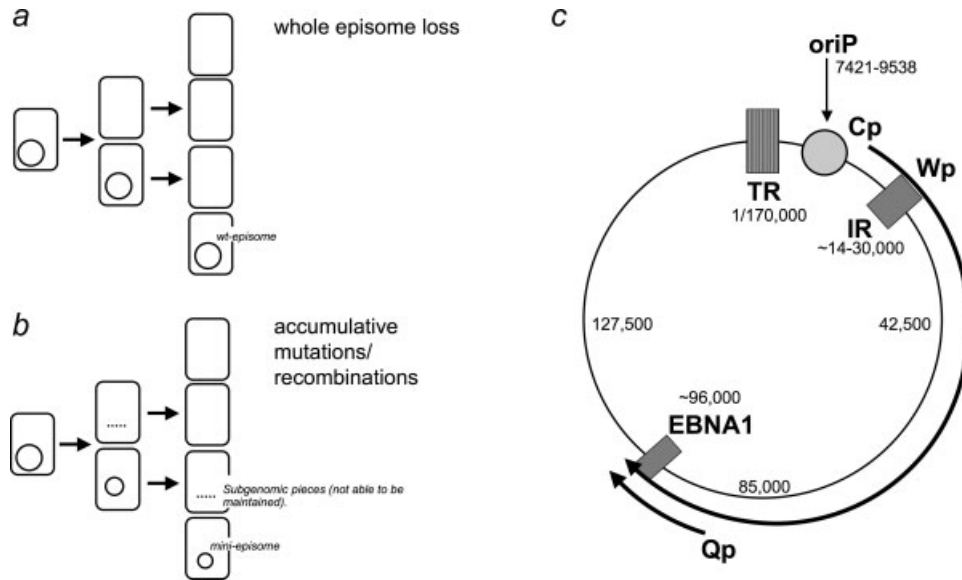 a
whole episome loss
wt-episome
b
accumulative
mutations/
recombinations
.....
.....
Subgenomic pieces (not able to be
maintained).
mini-episome
c
oriP
7421-9538
Cp
Wp
TR
1/170,000
IR
~14-30,000
127,500
42,500
~96,000
EBNA1
85,000
Qp